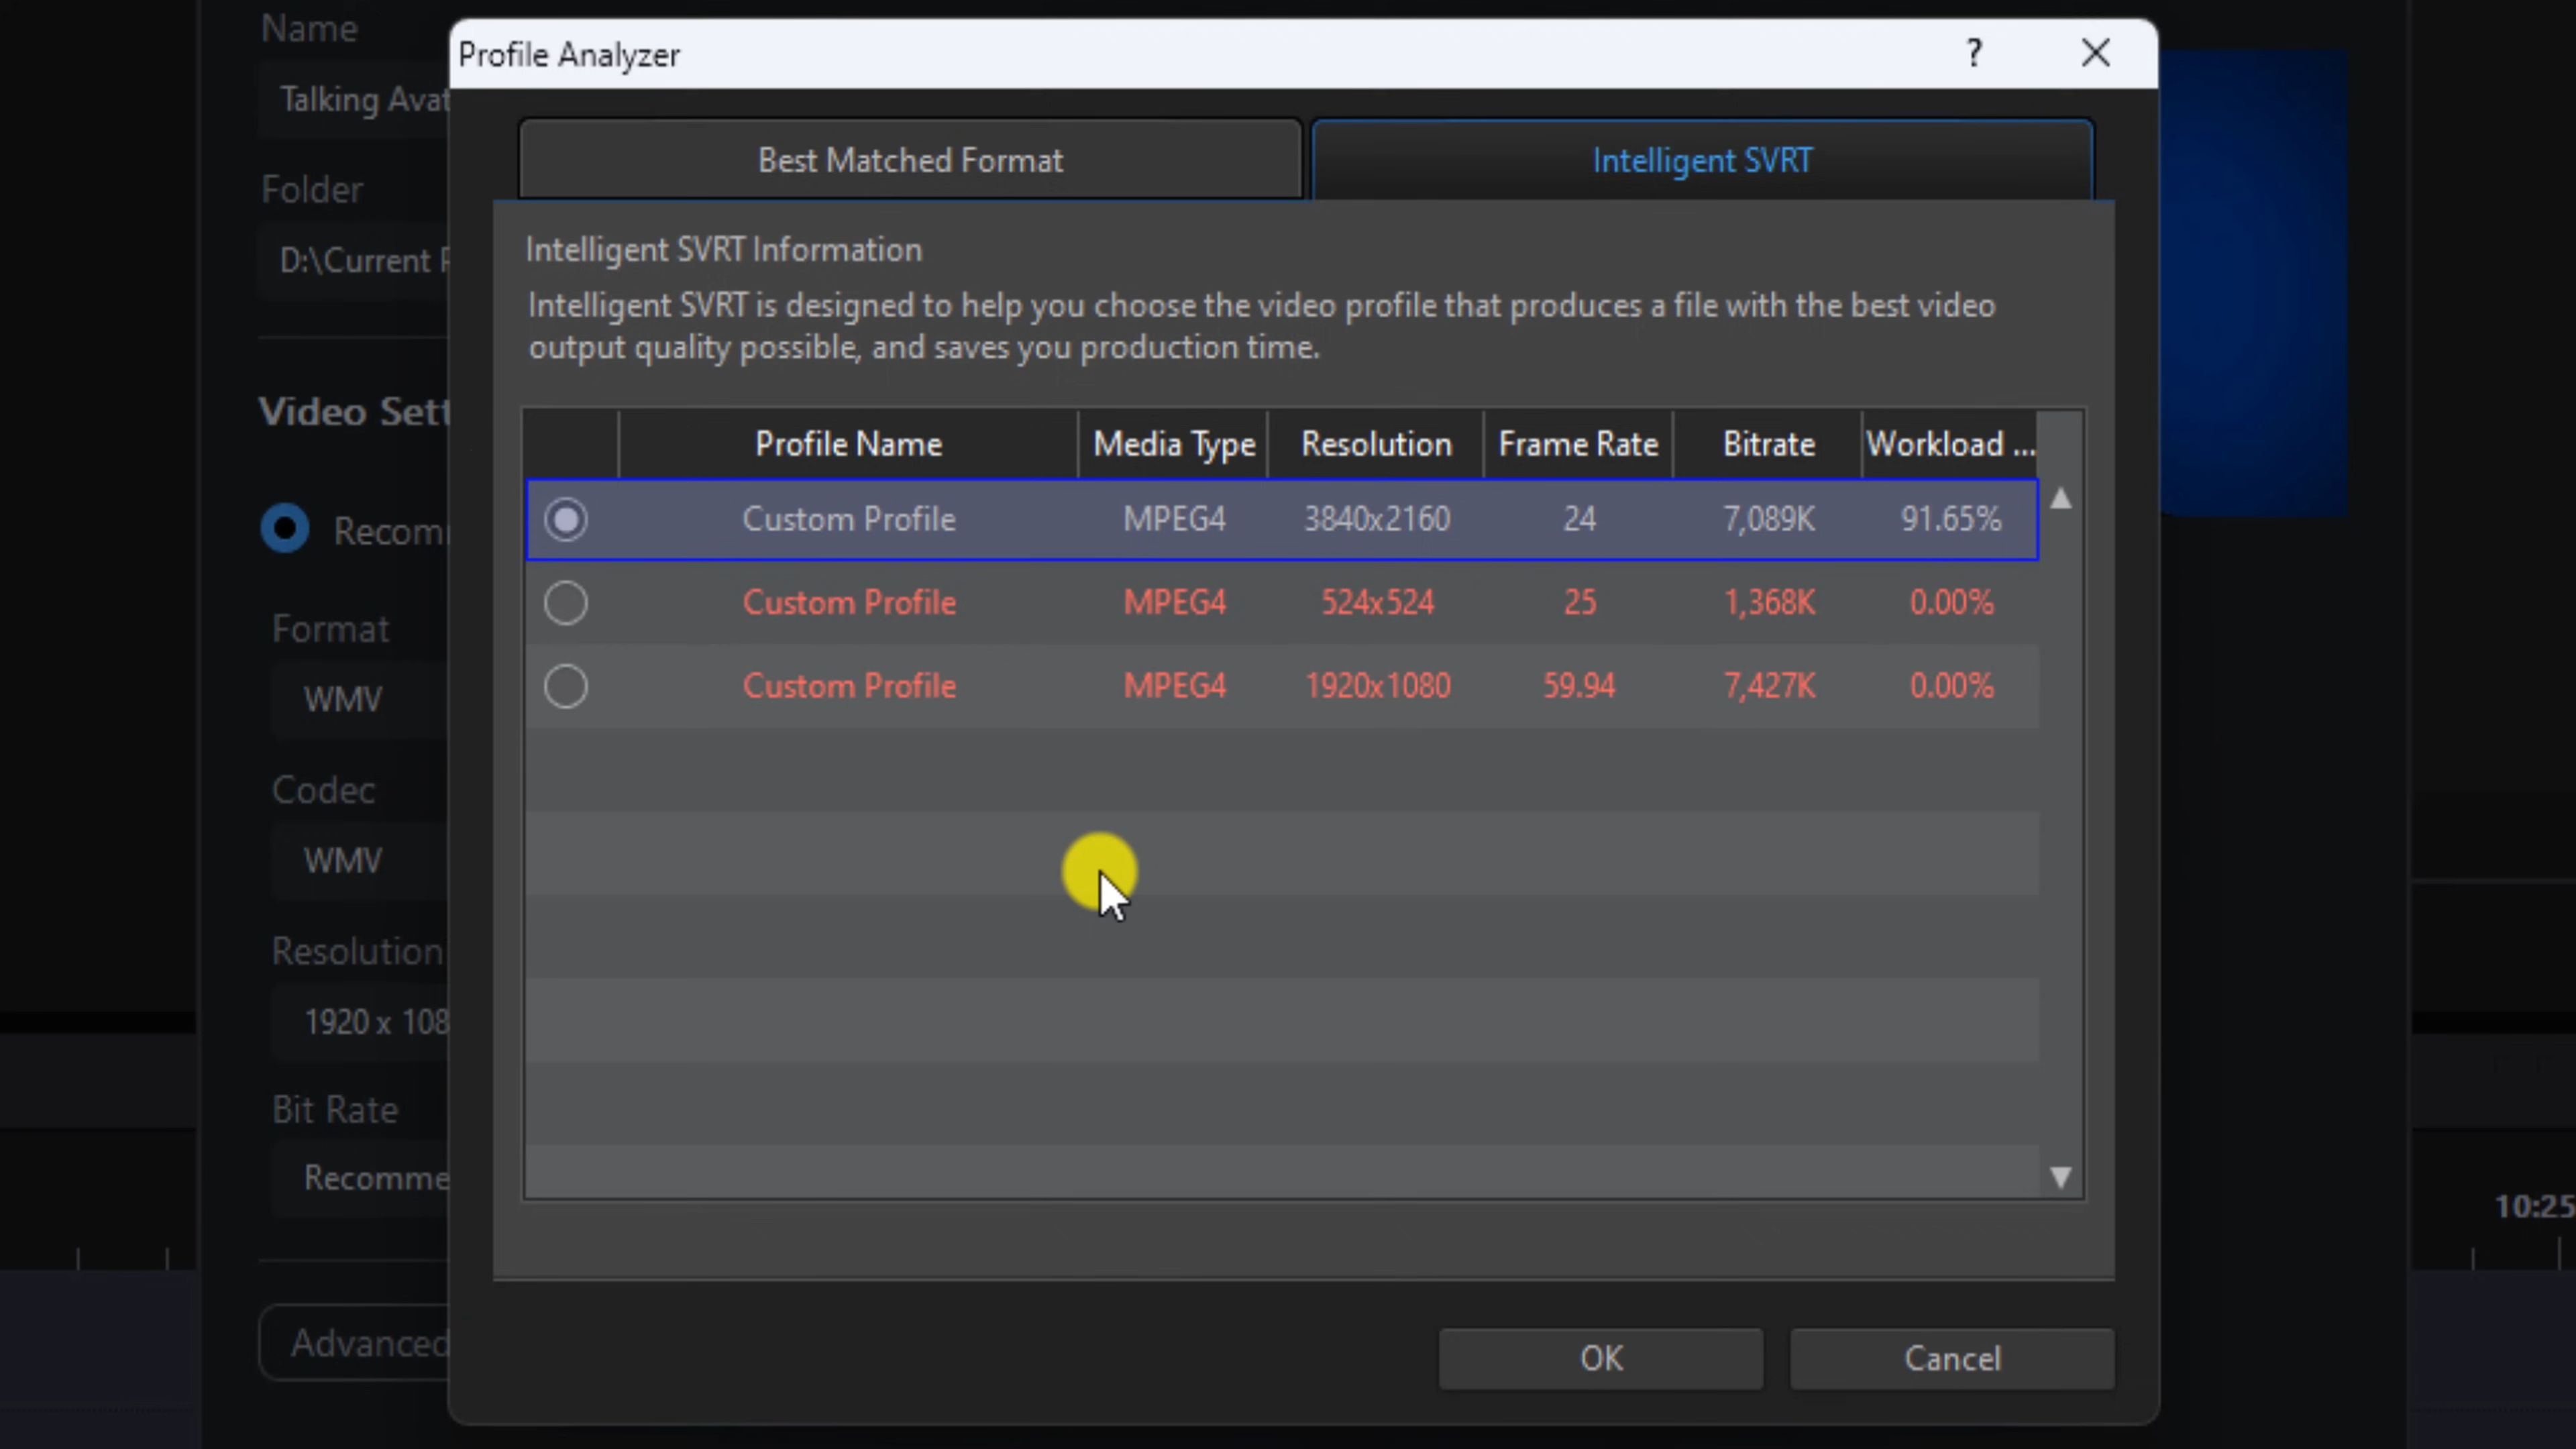 Name
Profile Analyzer
?
Talking Avat
Best Matched Format
Intelligent SVRT
Folder
D:\Current
Intelligent SVRT Information
Intelligent SVRT is designed to help you choose the video profile that produces a file with the best video
output quality possible, and saves you production time.
Video Sett
Profile Name Media Type Resolution Frame Rate Bitrate Workload ...
Custom Profile MPEG4 3840x2160 24 7,089K 91.65%
Recom
Custom Profile MPEG4 524x524 25 1,368K 0.00%
Format
Custom Profile MPEG4 1920x1080 59.94 7,427K 0.00%
WMV
Codec
WMV
Resolution
1920 x 108
Bit Rate
Recomme
10:25
Advanced
OK
Cancel